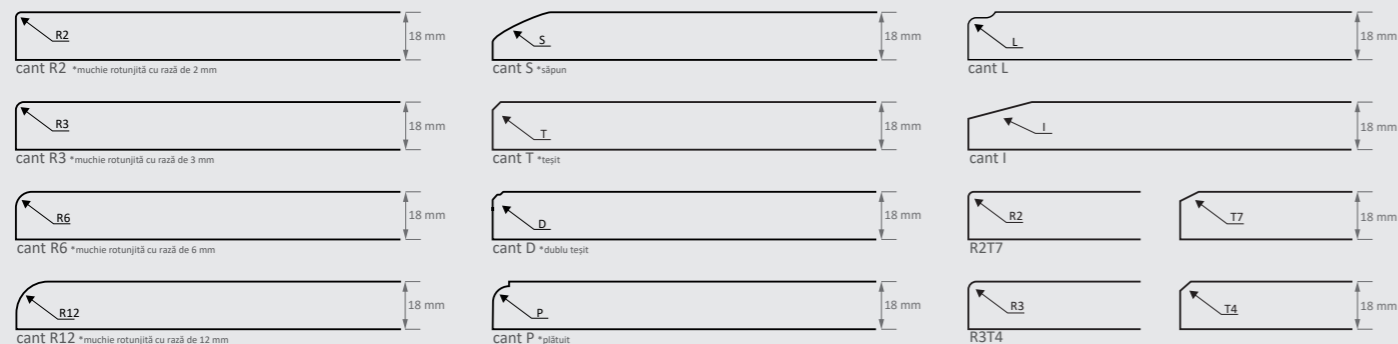 R2
18 mm
cant R2 *muchie rotunjită cu rază de 2 mm
R3
18 mm
cant R3 *muchie rotunjită cu rază de 3 mm
R6
18 mm
cant R6 *muchie rotunjită cu rază de 6 mm
R12
18 mm
cant R12 *muchie rotunjită cu rază de 12 mm
S
18 mm
cant S *săpun
T
18 mm
cant T *teșit
D
18 mm
cant D *dublu teșit
P
18 mm
cant P *plătuit
L
18 mm
cant L
I
18 mm
cant I
R2
T7
18 mm
R2T7
R3
T4
18 mm
R3T4